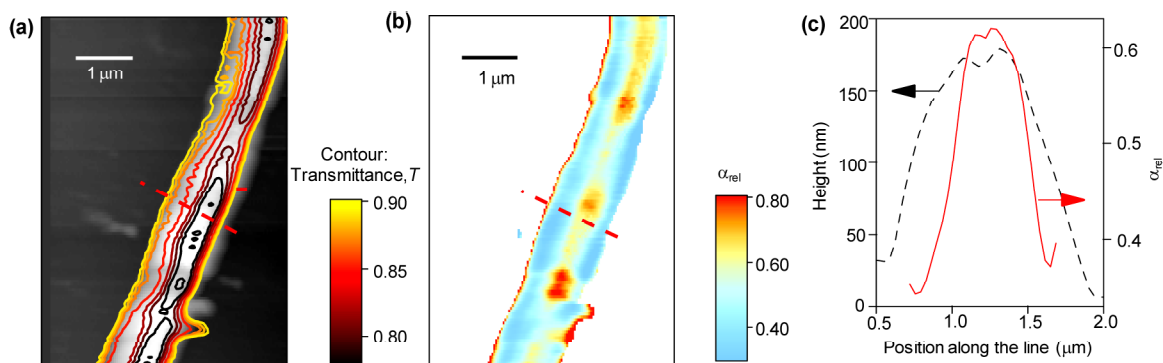 (a)
1 μm
Contour:
Transmittance, T
0.90
0.85
0.80
(b)
1 μm
αrel
0.80
0.60
0.40
(c)
200
150
100
50
0
Height (nm)
0.5
1.0
1.5
2.0
Position along the line (μm)
0.6
0.5
0.4
αrel